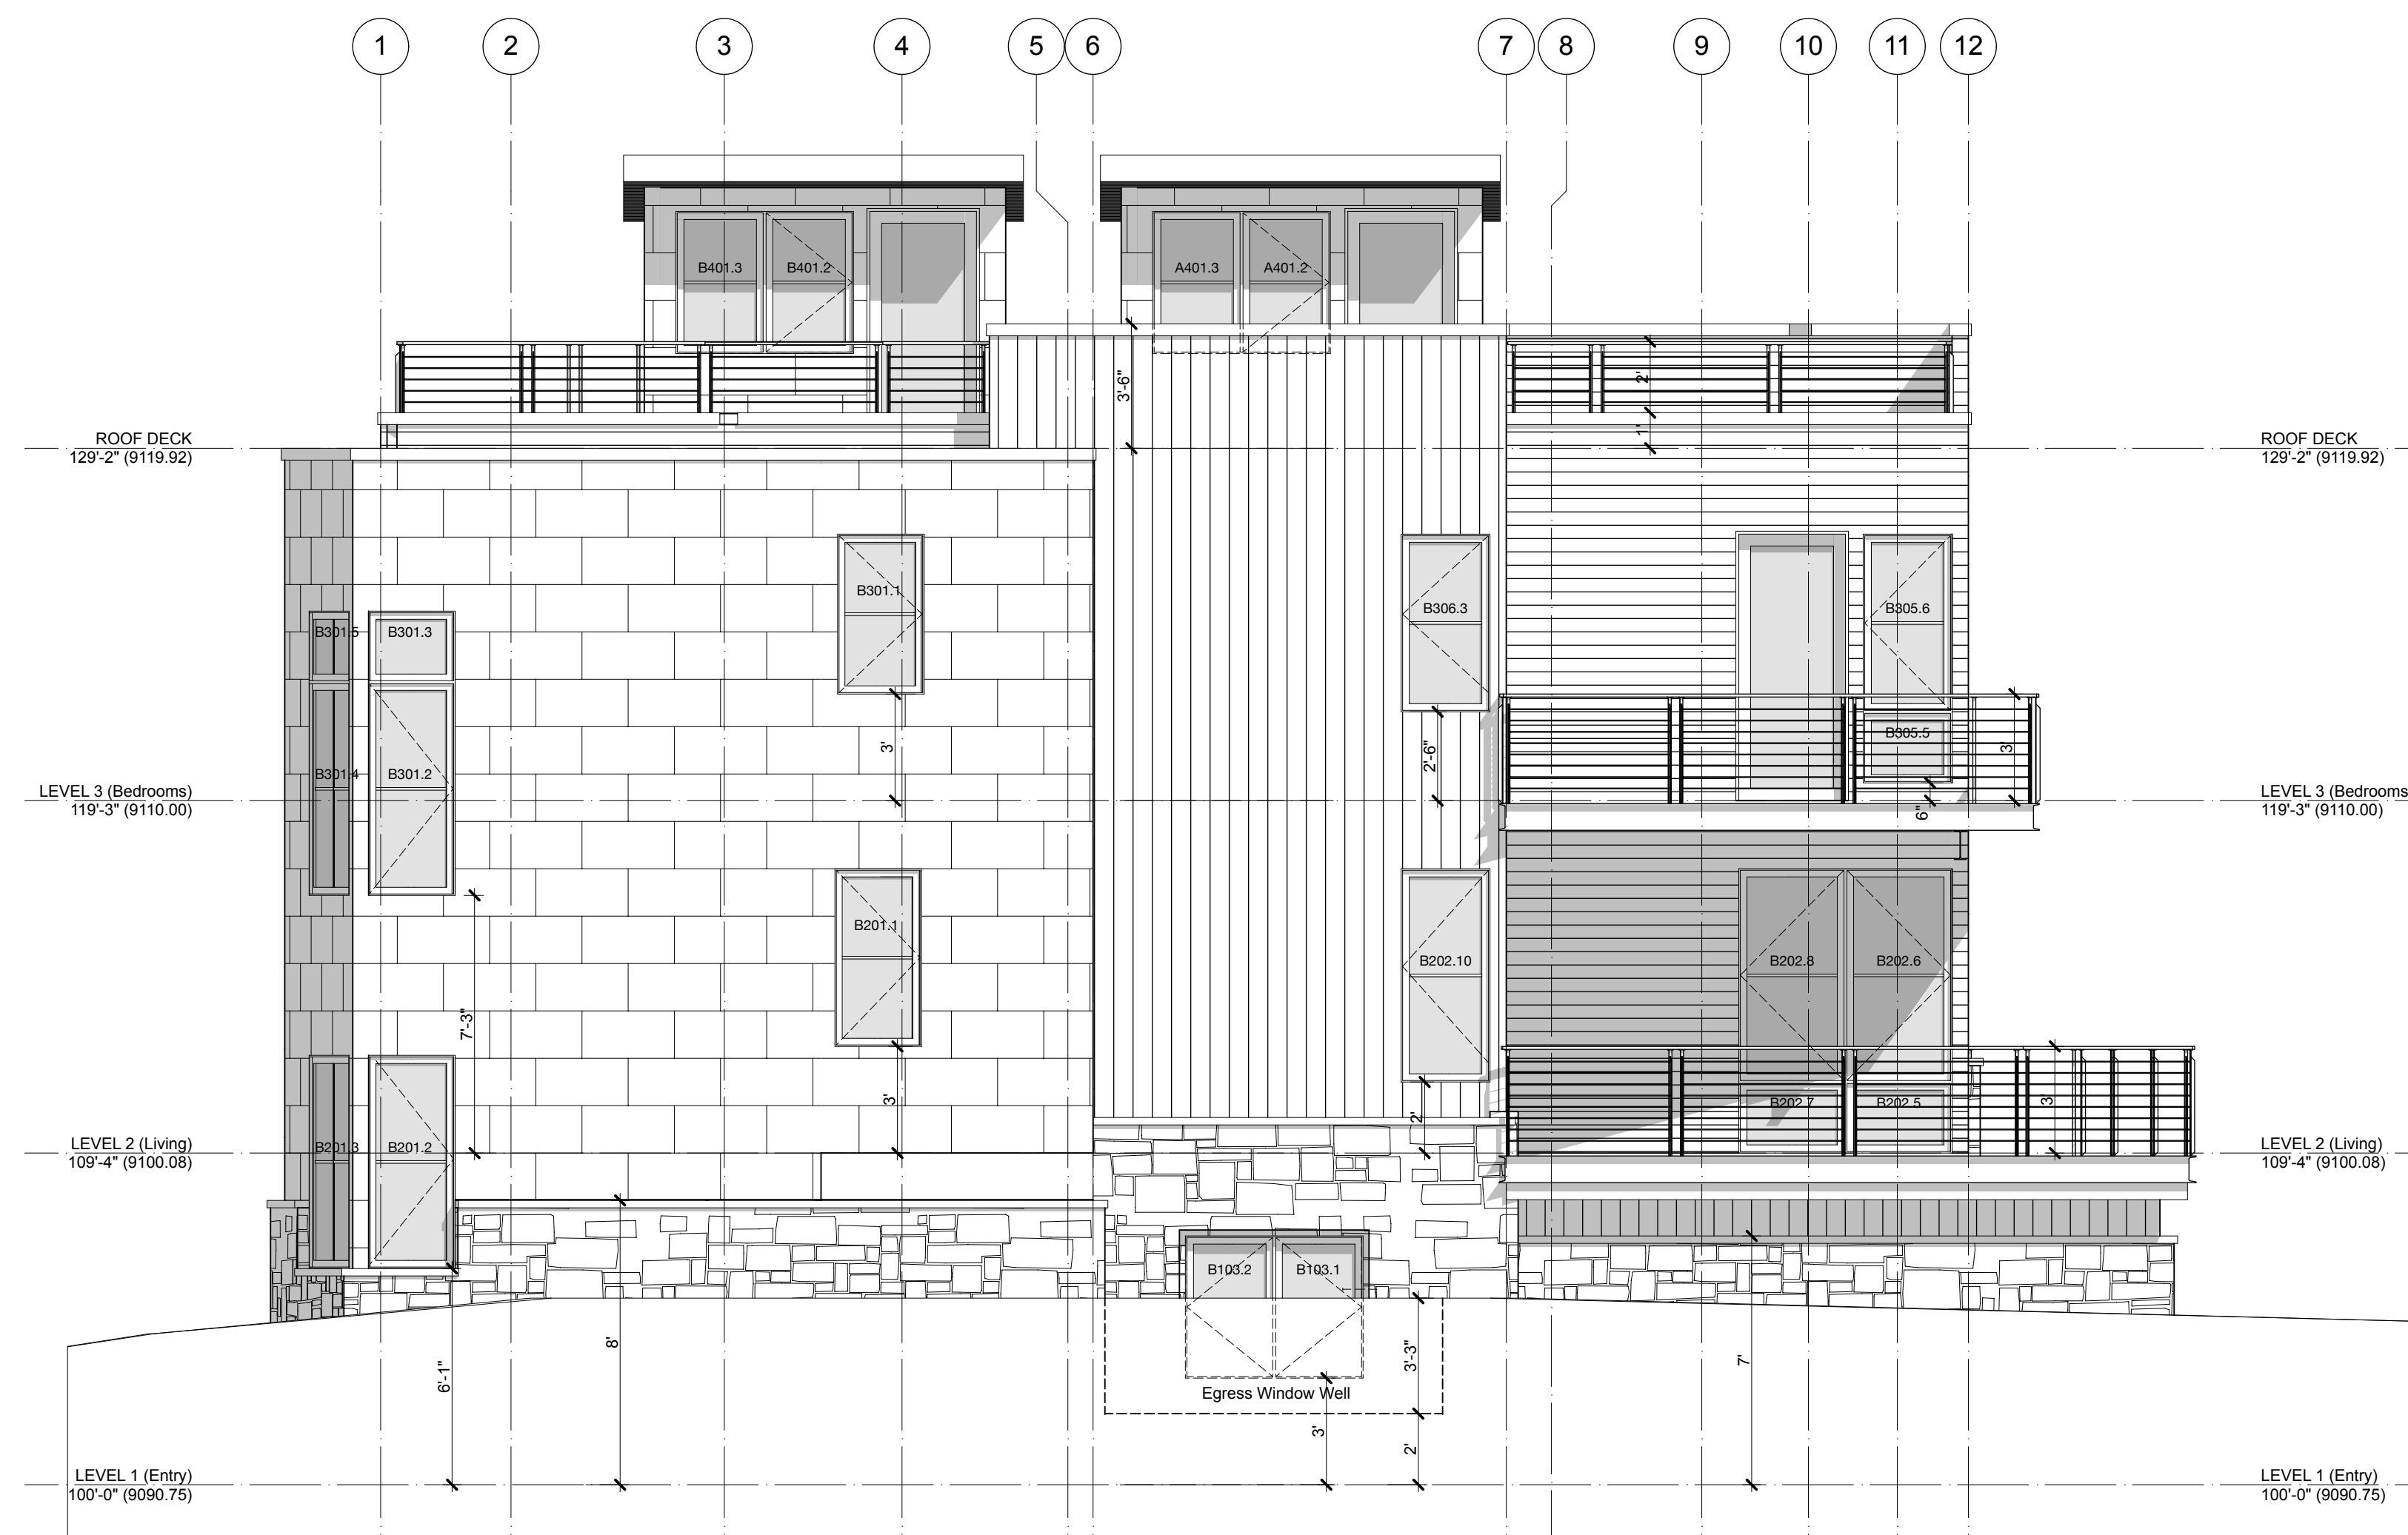 1 2 3 4 5 6 7 8 9 10 11 12
B401.3 B401.2 A401.3 A401.2
3'-6"
2'
1'
ROOF DECK
129'-2" (9119.92)
ROOF DECK
129'-2" (9119.92)
B301.1
B306.3
B305.6
B301.5 B301.3
B305.5
3'
2'-6"
3'
B301.4 B301.2
6"
LEVEL 3 (Bedrooms)
119'-3" (9110.00)
LEVEL 3 (Bedrooms
119'-3" (9110.00)
B201.1
B202.10
B202.8 B202.6
7'-3"
3'
2'
B202.7 B202.5
3'
B201.3 B201.2
LEVEL 2 (Living)
109'-4" (9100.08)
LEVEL 2 (Living)
109'-4" (9100.08)
B103.2 B103.1
6'-1"
8'
3'-3"
7'
Egress Window Well
3'
2'
LEVEL 1 (Entry)
100'-0" (9090.75)
LEVEL 1 (Entry)
100'-0" (9090.75)